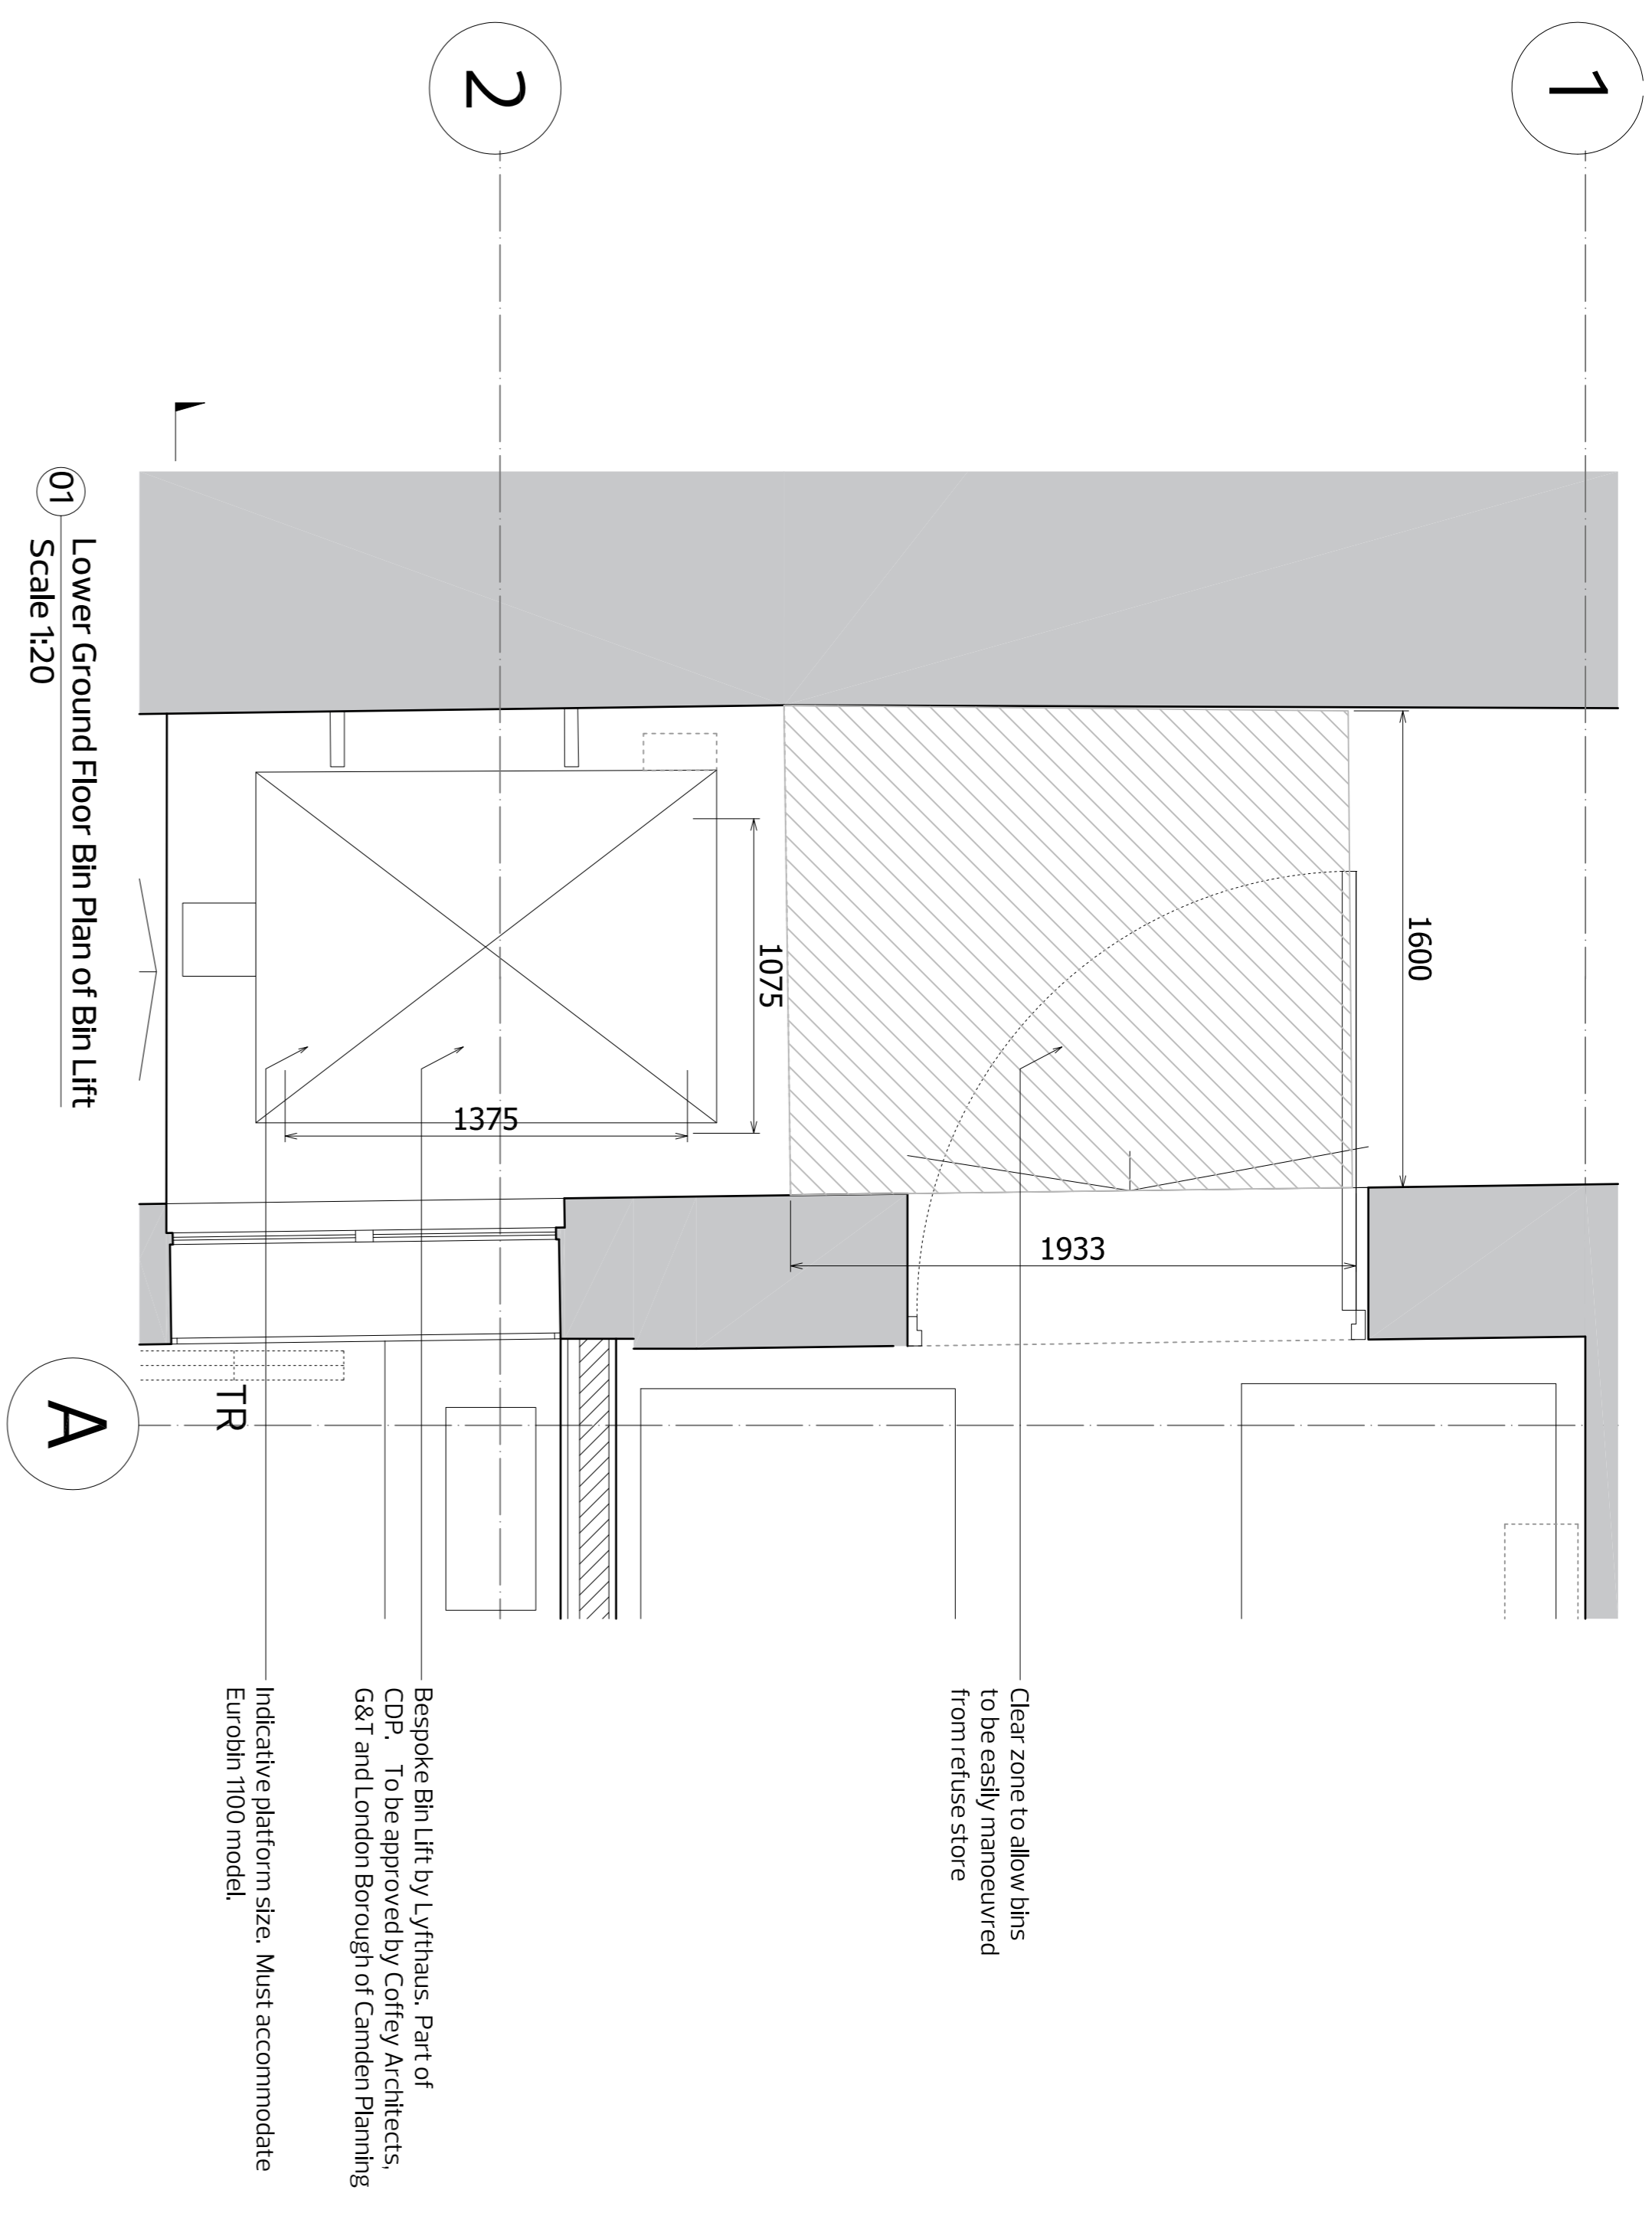 1
2
1600
1075
1375
1933
Clear zone to allow bins
to be easily manoeuvred
from refuse store
Bespoke Bin Lift by Lyfthaus. Part of
CDP. To be approved by Coffey Architects,
G&T and London Borough of Camden Planning
Indicative platform size. Must accommodate
Eurobin 1100 model.
TR
A
01 Lower Ground Floor Bin Plan of Bin Lift
Scale 1:20